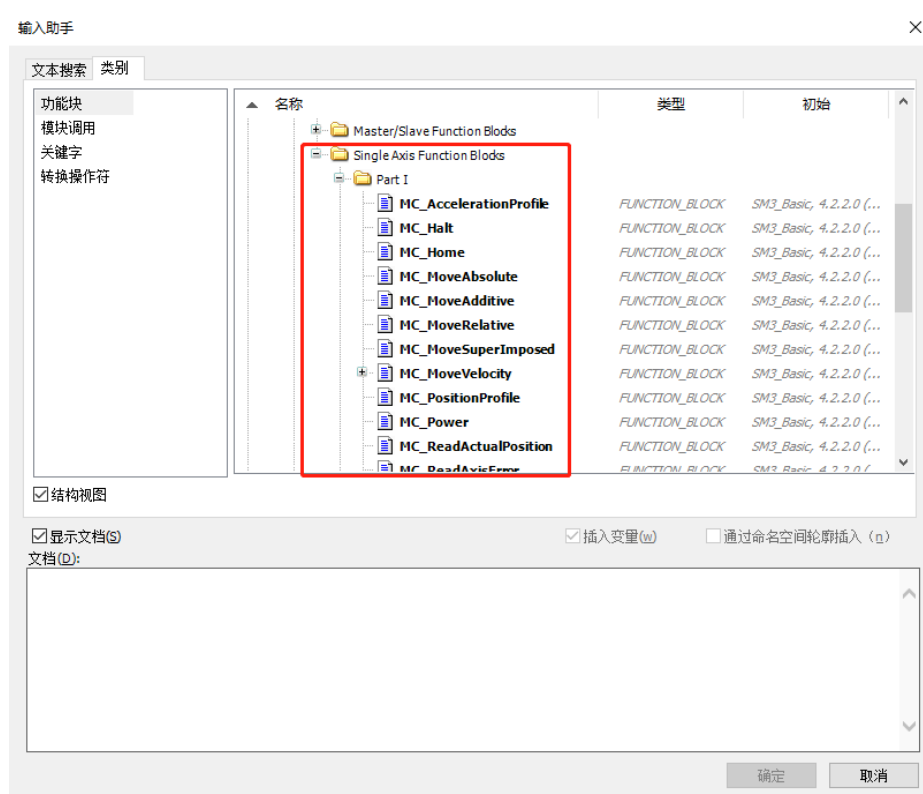 输入助手
文本搜索 类别
功能块
模块调用
关键字
转换操作符
名称 类型 初始
Master/Slave Function Blocks
Single Axis Function Blocks
Part I
MC_AccelerationProfile FUNCTION_BLOCK SM3_Basic, 4.2.2.0 (...
MC_Halt FUNCTION_BLOCK SM3_Basic, 4.2.2.0 (...
MC_Home FUNCTION_BLOCK SM3_Basic, 4.2.2.0 (...
MC_MoveAbsolute FUNCTION_BLOCK SM3_Basic, 4.2.2.0 (...
MC_MoveAdditive FUNCTION_BLOCK SM3_Basic, 4.2.2.0 (...
MC_MoveRelative FUNCTION_BLOCK SM3_Basic, 4.2.2.0 (...
MC_MoveSuperImposed FUNCTION_BLOCK SM3_Basic, 4.2.2.0 (...
MC_MoveVelocity FUNCTION_BLOCK SM3_Basic, 4.2.2.0 (...
MC_PositionProfile FUNCTION_BLOCK SM3_Basic, 4.2.2.0 (...
MC_Power FUNCTION_BLOCK SM3_Basic, 4.2.2.0 (...
MC_ReadActualPosition FUNCTION_BLOCK SM3_Basic, 4.2.2.0 (...
MC_ReadAxisError FUNCTION_BLOCK SM3_Basic, 4.2.2.0 (
结构视图
显示文档(S) 插入变量(w) 通过命名空间轮廓插入（n）
文档(D):
确定 取消